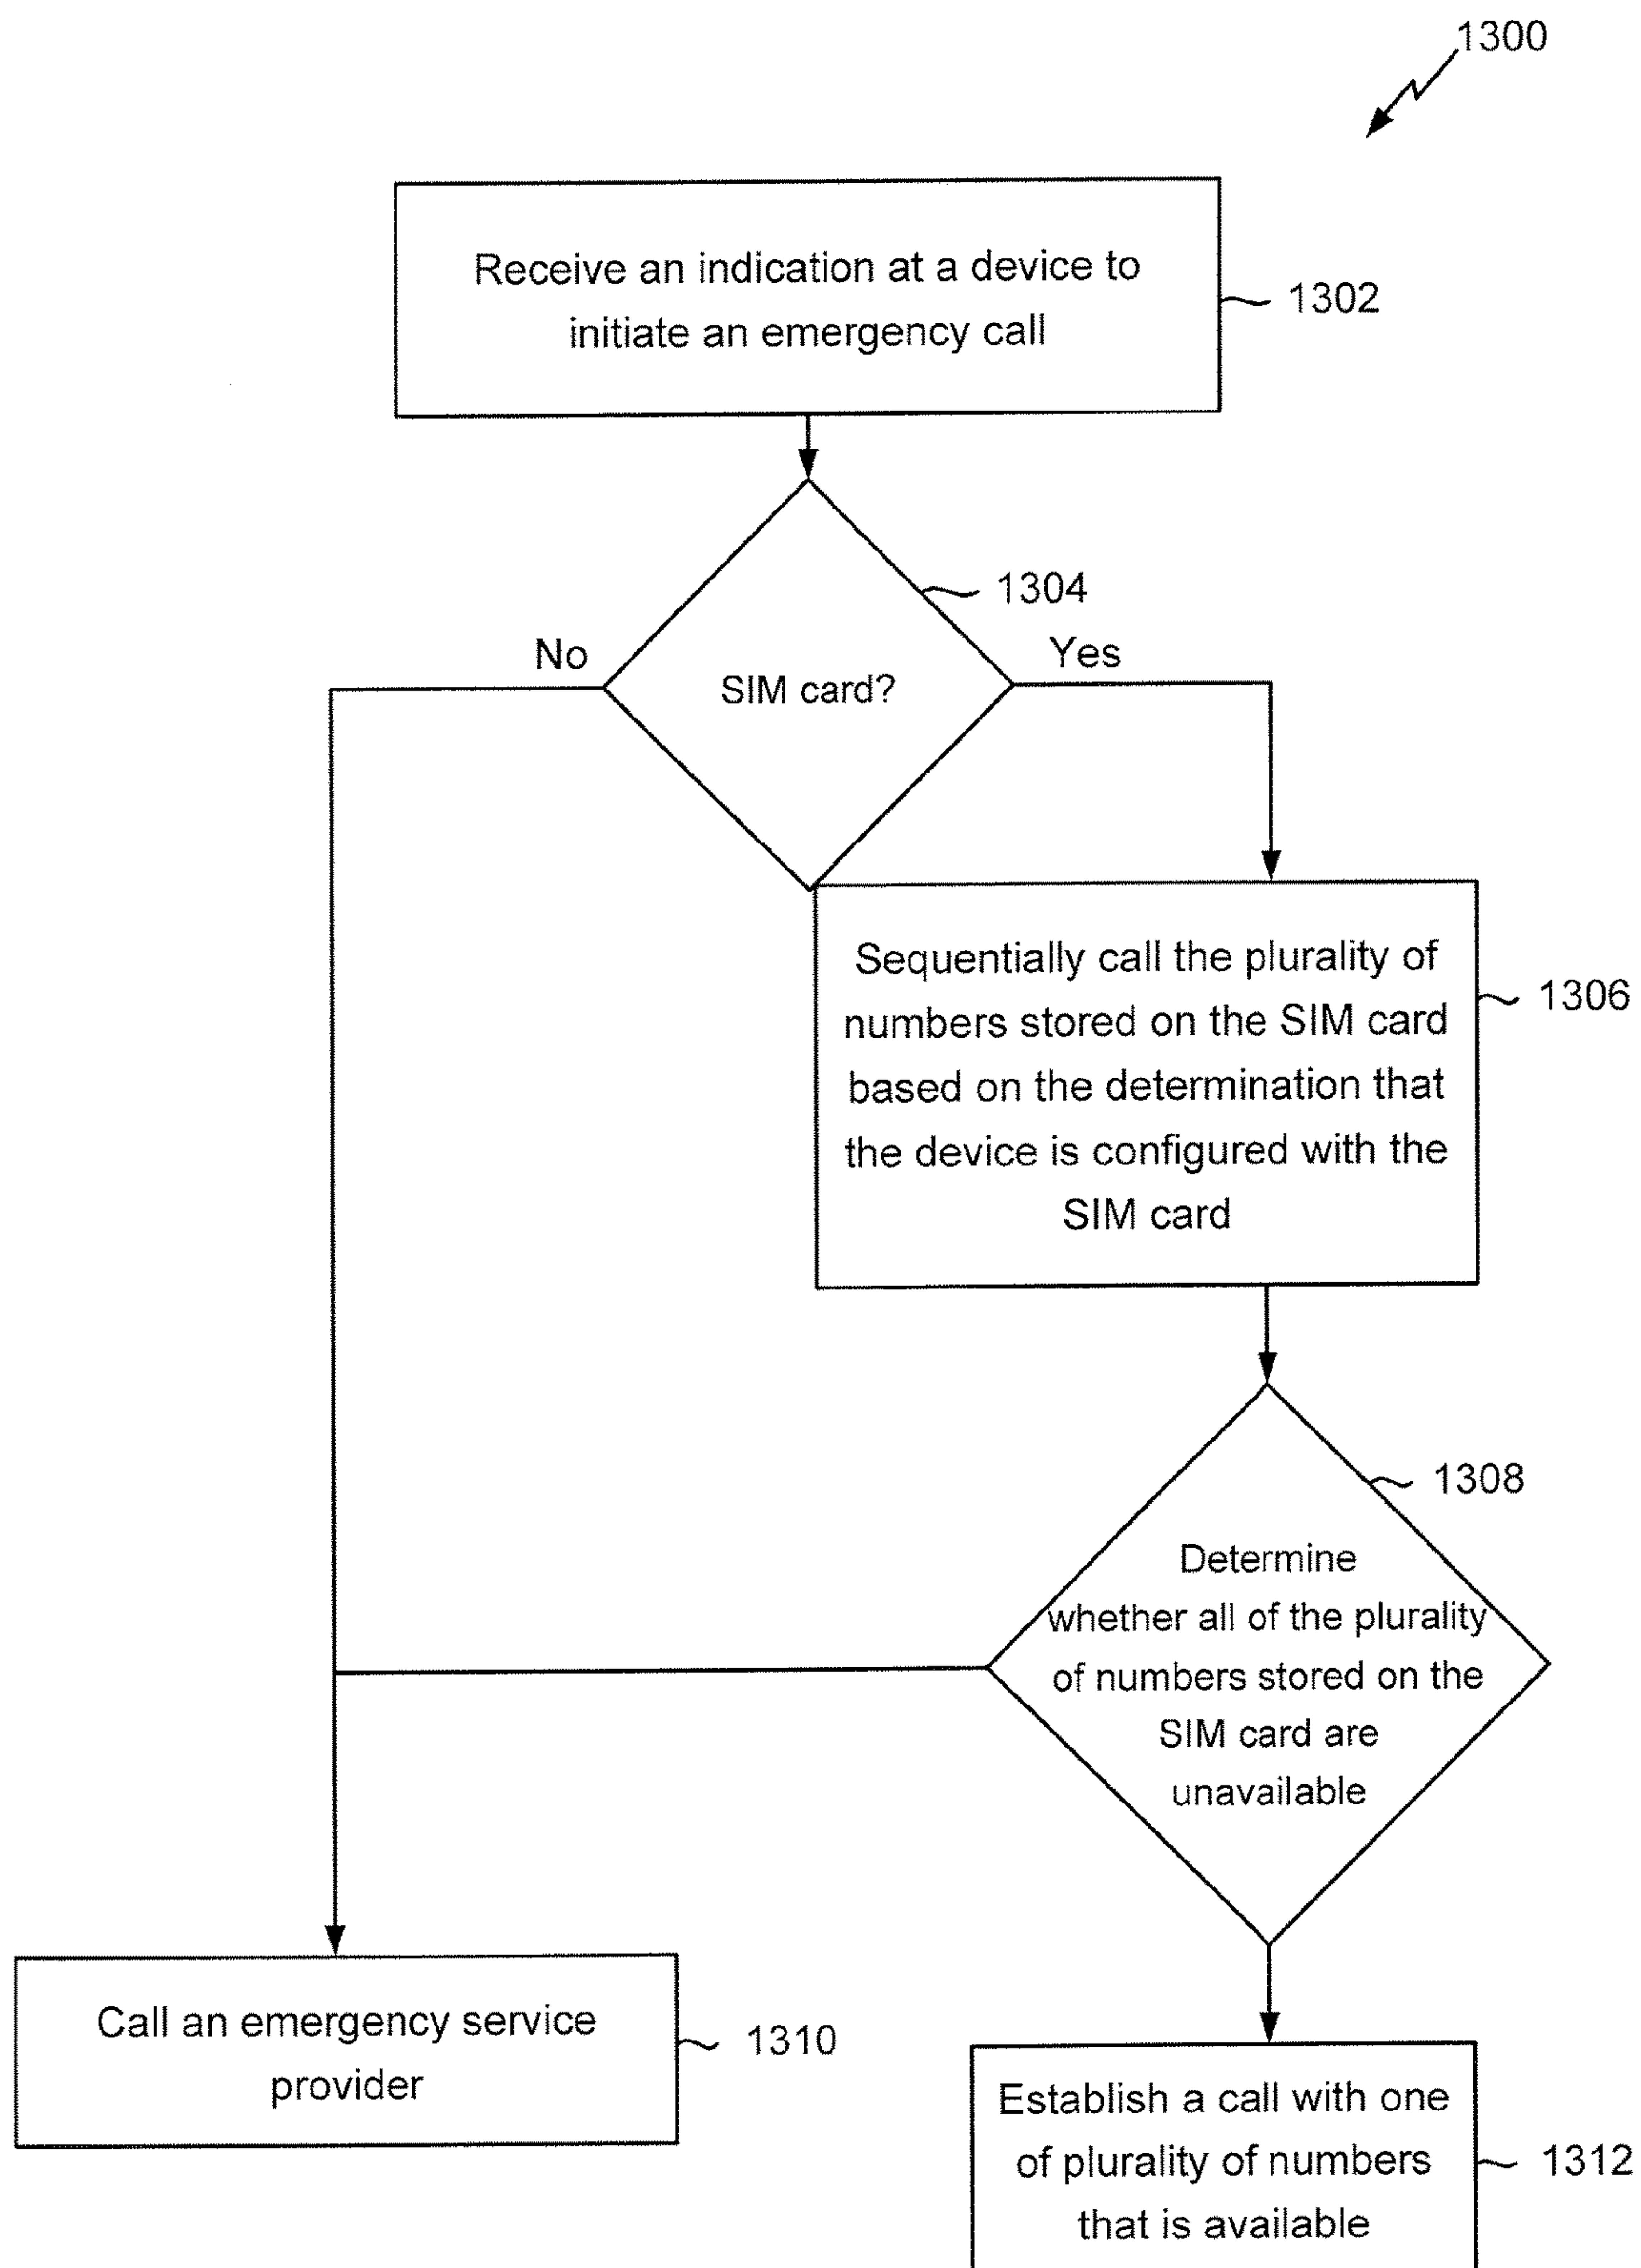 1300
Receive an indication at a device to
initiate an emergency call
1302
1304
No
Yes
SIM card?
Sequentially call the plurality of
numbers stored on the SIM card
based on the determination that
the device is configured with the
SIM card
1306
1308
Determine
whether all of the plurality
of numbers stored on the
SIM card are
unavailable
Call an emergency service
provider
1310
Establish a call with one
of plurality of numbers
that is available
1312